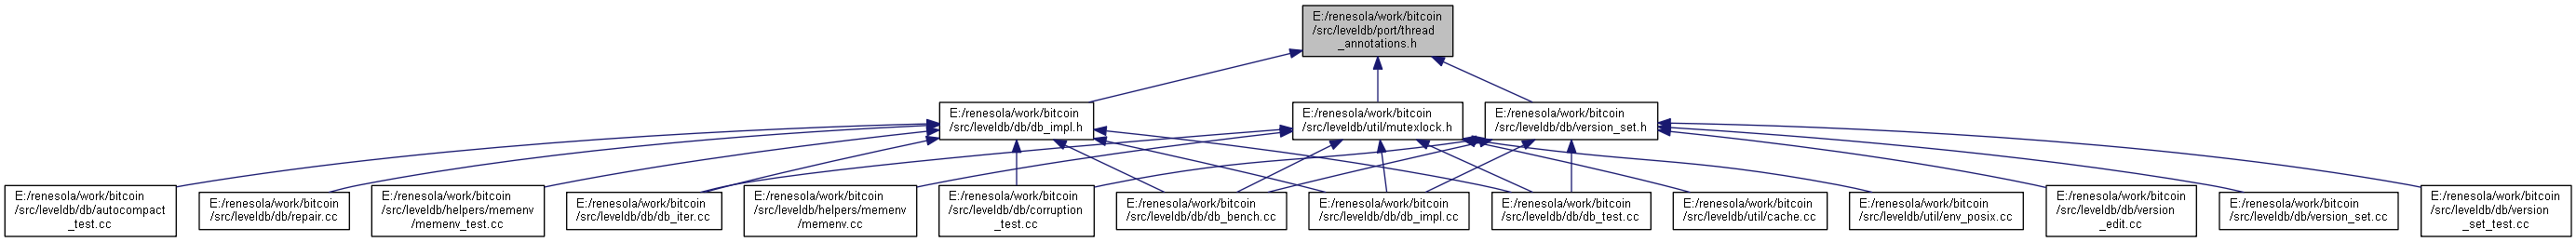 E:/renesola/work/bitcoin
/src/leveldb/port/thread
_annotations.h
E:/renesola/work/bitcoin
/src/leveldb/db/db_impl.h
E:/renesola/work/bitcoin
/src/leveldb/util/mutexlock.h
E:/renesola/work/bitcoin
/src/leveldb/db/version_set.h
E:/renesola/work/bitcoin
/src/leveldb/db/autocompact
_test.cc
E:/renesola/work/bitcoin
/src/leveldb/db/repair.cc
E:/renesola/work/bitcoin
/src/leveldb/helpers/memenv
/memenv_test.cc
E:/renesola/work/bitcoin
/src/leveldb/db/db_iter.cc
E:/renesola/work/bitcoin
/src/leveldb/helpers/memenv
/memenv.cc
E:/renesola/work/bitcoin
/src/leveldb/db/corruption
_test.cc
E:/renesola/work/bitcoin
/src/leveldb/db/db_bench.cc
E:/renesola/work/bitcoin
/src/leveldb/db/db_impl.cc
E:/renesola/work/bitcoin
/src/leveldb/db/db_test.cc
E:/renesola/work/bitcoin
/src/leveldb/util/cache.cc
E:/renesola/work/bitcoin
/src/leveldb/util/env_posix.cc
E:/renesola/work/bitcoin
/src/leveldb/db/version
_edit.cc
E:/renesola/work/bitcoin
/src/leveldb/db/version_set.cc
E:/renesola/work/bitcoin
/src/leveldb/db/version
_set_test.cc